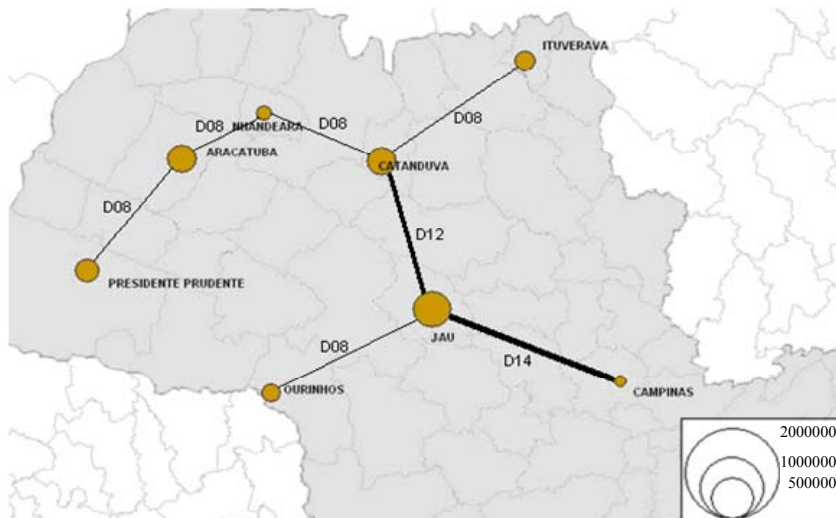 ITUVERAVA
D08
NHANDEARA
D08
D08
ARACATUBA
CATANDUVA
D08
D12
PRESIDENTE PRUDENTE
JAU
D08
D14
OURINHOS
CAMPINAS
2000000
1000000
500000